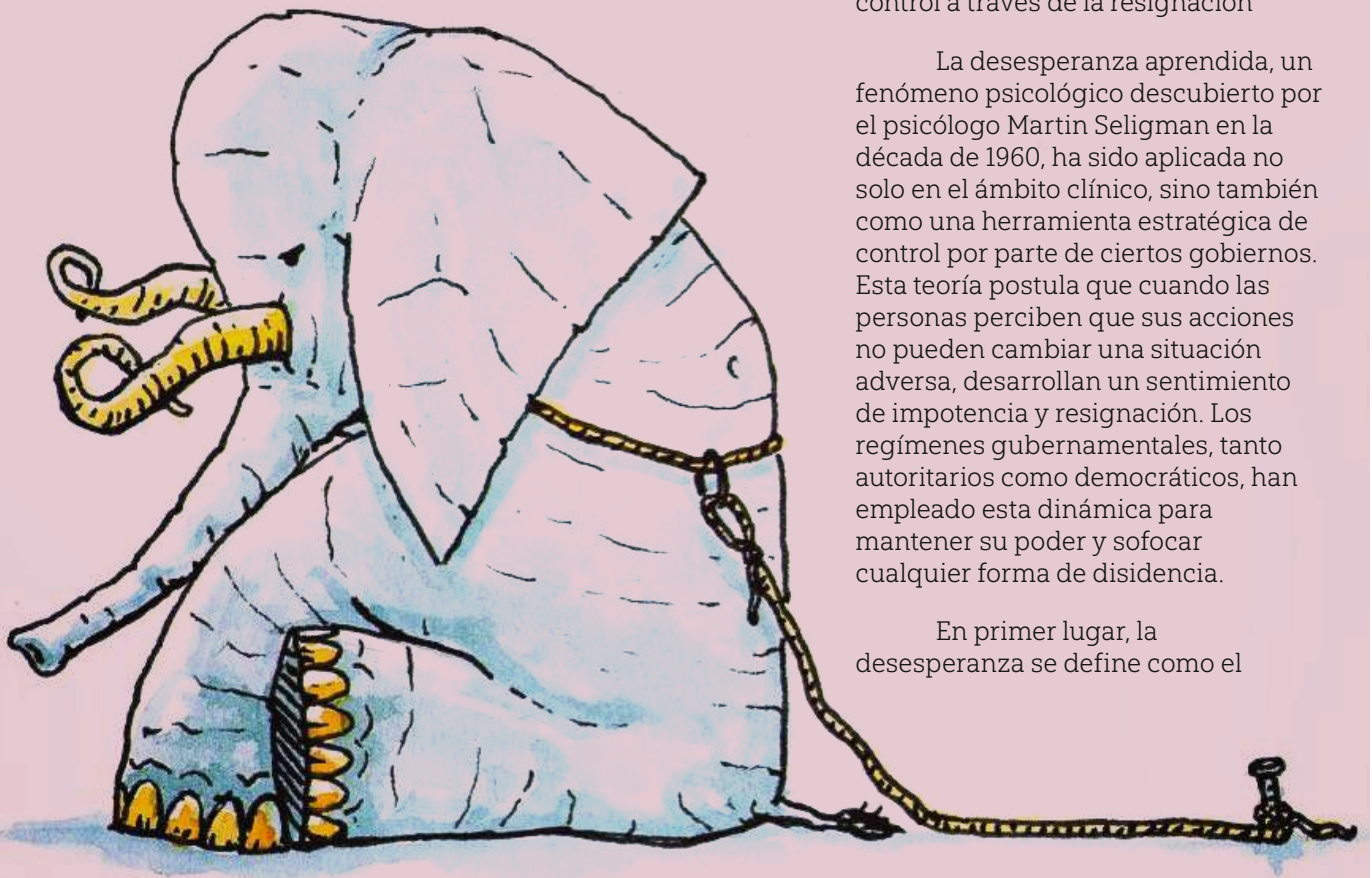 control a través de la resignación
La desesperanza aprendida, un
fenómeno psicológico descubierto por
el psicólogo Martin Seligman en la
década de 1960, ha sido aplicada no
solo en el ámbito clínico, sino también
como una herramienta estratégica de
control por parte de ciertos gobiernos.
Esta teoría postula que cuando las
personas perciben que sus acciones
no pueden cambiar una situación
adversa, desarrollan un sentimiento
de impotencia y resignación. Los
regímenes gubernamentales, tanto
autoritarios como democráticos, han
empleado esta dinámica para
mantener su poder y sofocar
cualquier forma de disidencia.
En primer lugar, la
desesperanza se define como el